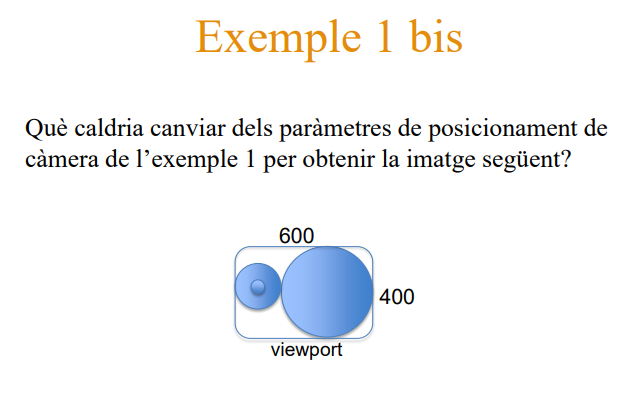 Exemple 1 bis
Què caldria canviar dels paràmetres de posicionament de
càmera de l’exemple 1 per obtenir la imatge següent?
600
400
viewport